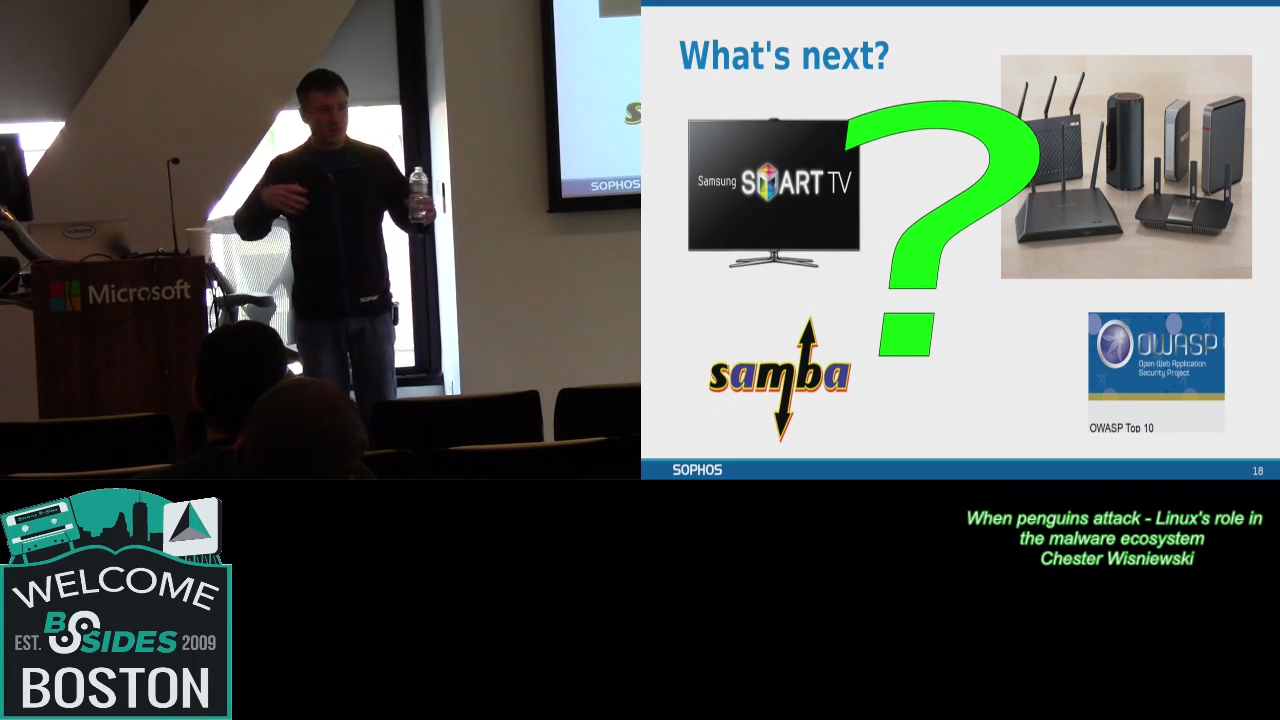 What's next?
Samsung SMART TV
samba
OWASP
Open Web Application
Security Project
OWASP Top 10
SOPHOS
18
SOPHOS
Microsoft
WELCOME
EST. BSIDES 2009
BOSTON
When penguins attack - Linux's role in
the malware ecosystem
Chester Wisniewski